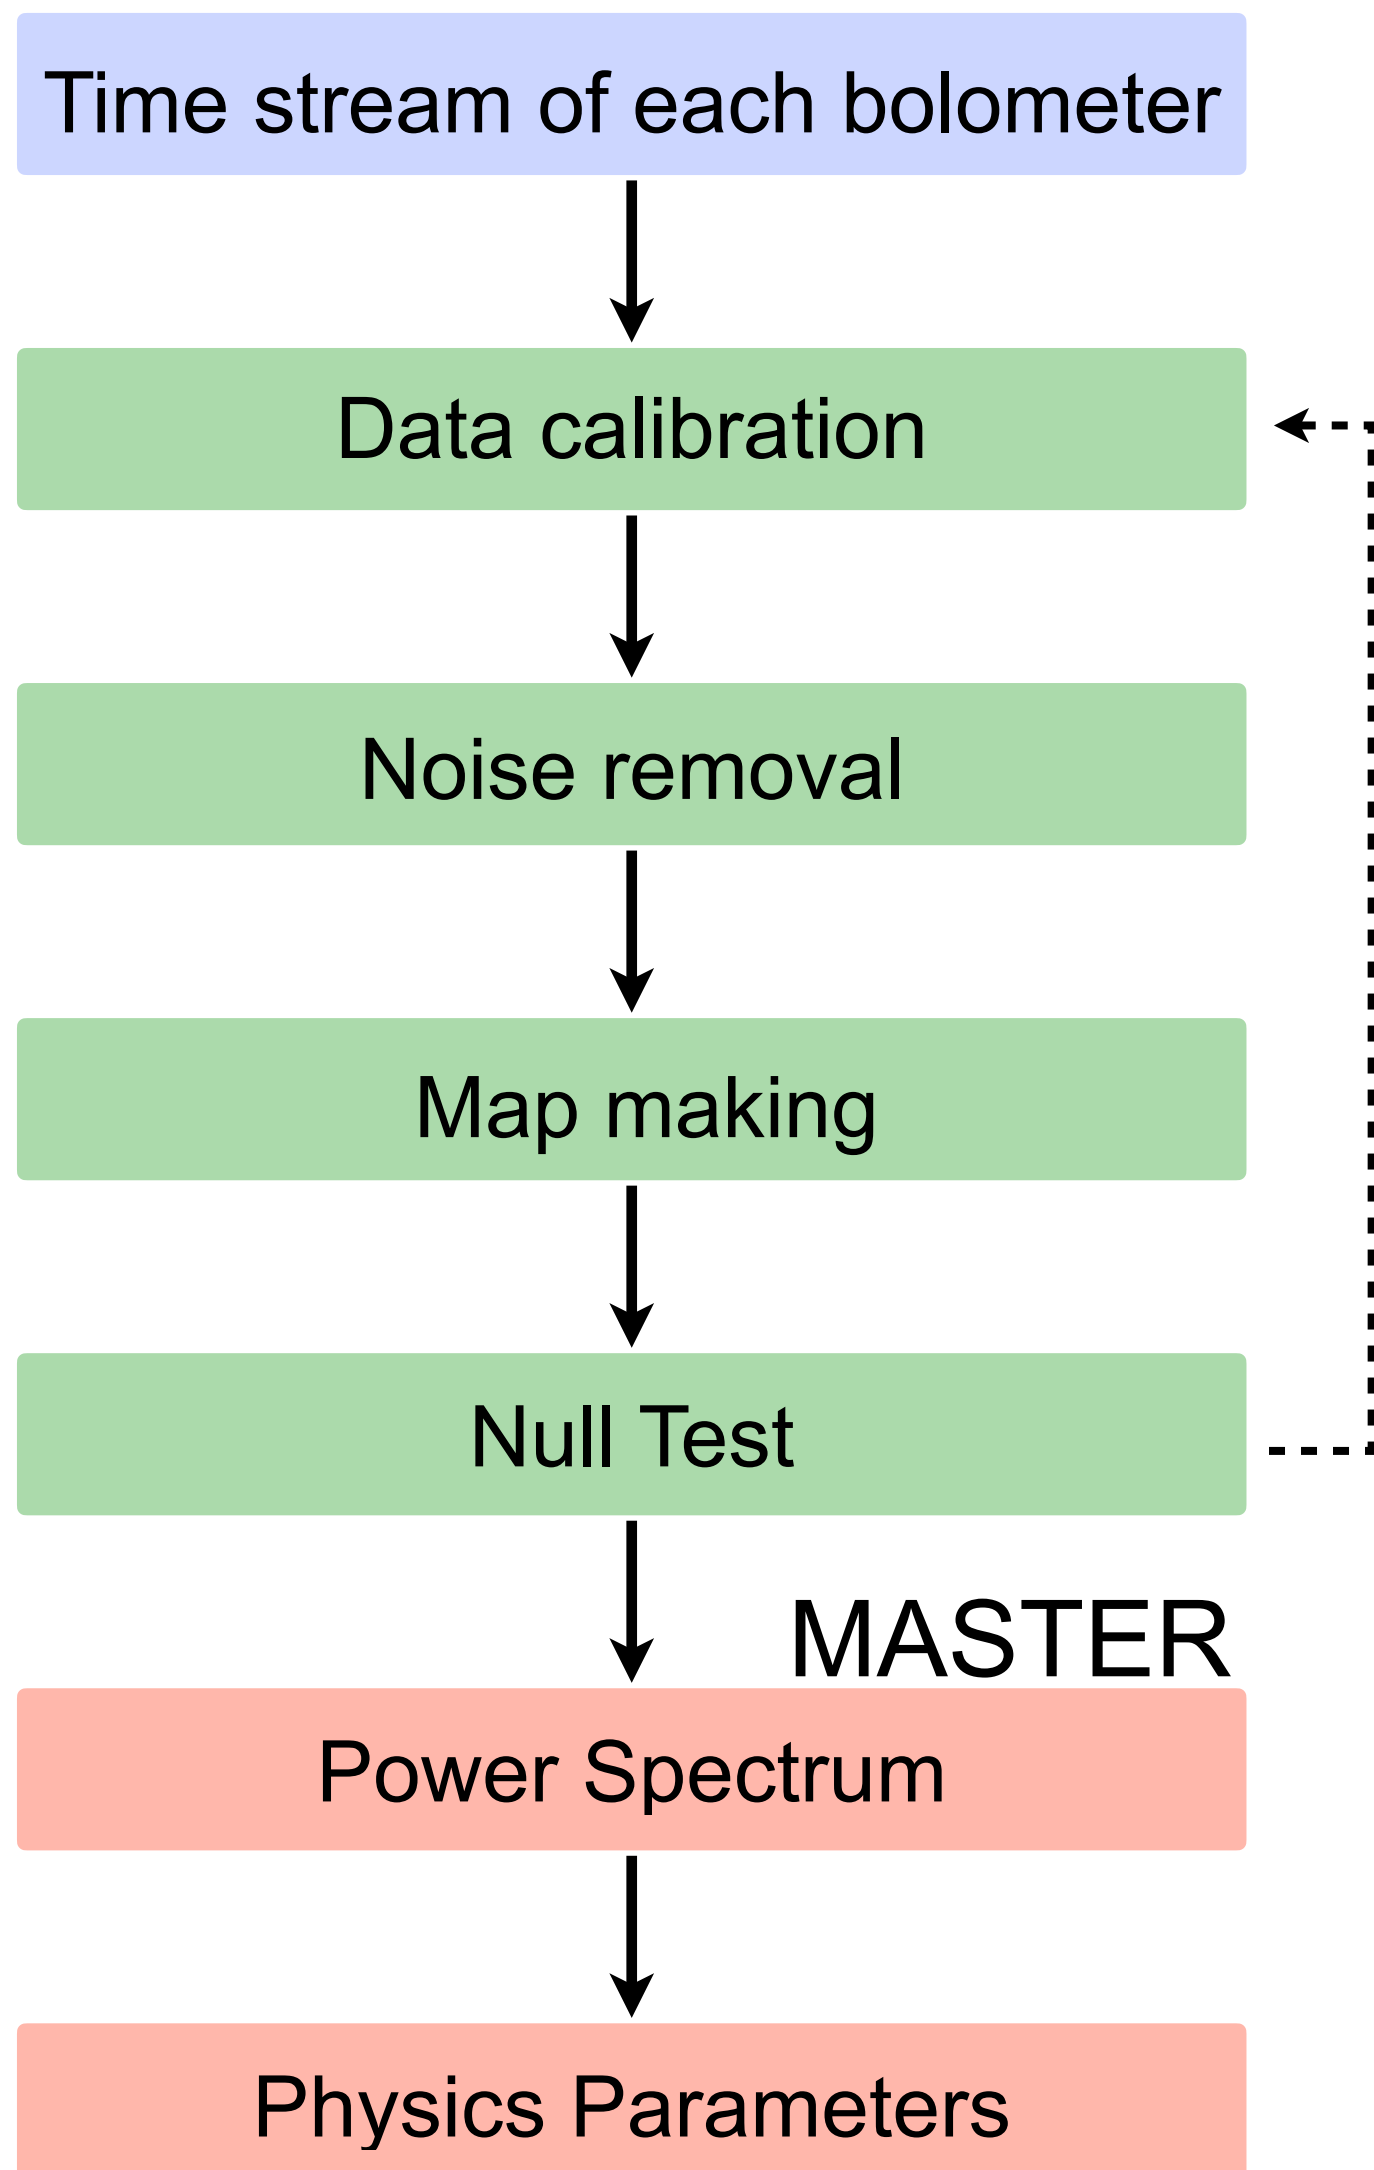 Time stream of each bolometer
Data calibration
Noise removal
Map making
Null Test
MASTER
Power Spectrum
Physics Parameters